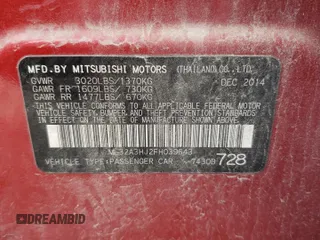 MFD.BY MITSUBISHI MOTORS (THAILAND)CO.,LTD.
GVWR 3020LBS/1370KG DEC 2014
GAWR FR 1609LBS/ 730KG
GAWR RR 1477LBS/ 670KG
THIS VEHICLE CONFORMS TO ALL APPLICABLE
FEDERAL MOTOR VEHICLE SAFETY, BUMPER
AND THEFT PREVENTION STANDARDS IN EFFECT
ON THE DATE OF MANUFACTURE SHOWN ABOVE.
ML32A3HJ2FH039643
VEHICLE TYPE:PASSENGER CAR 74309728
DREAMBID